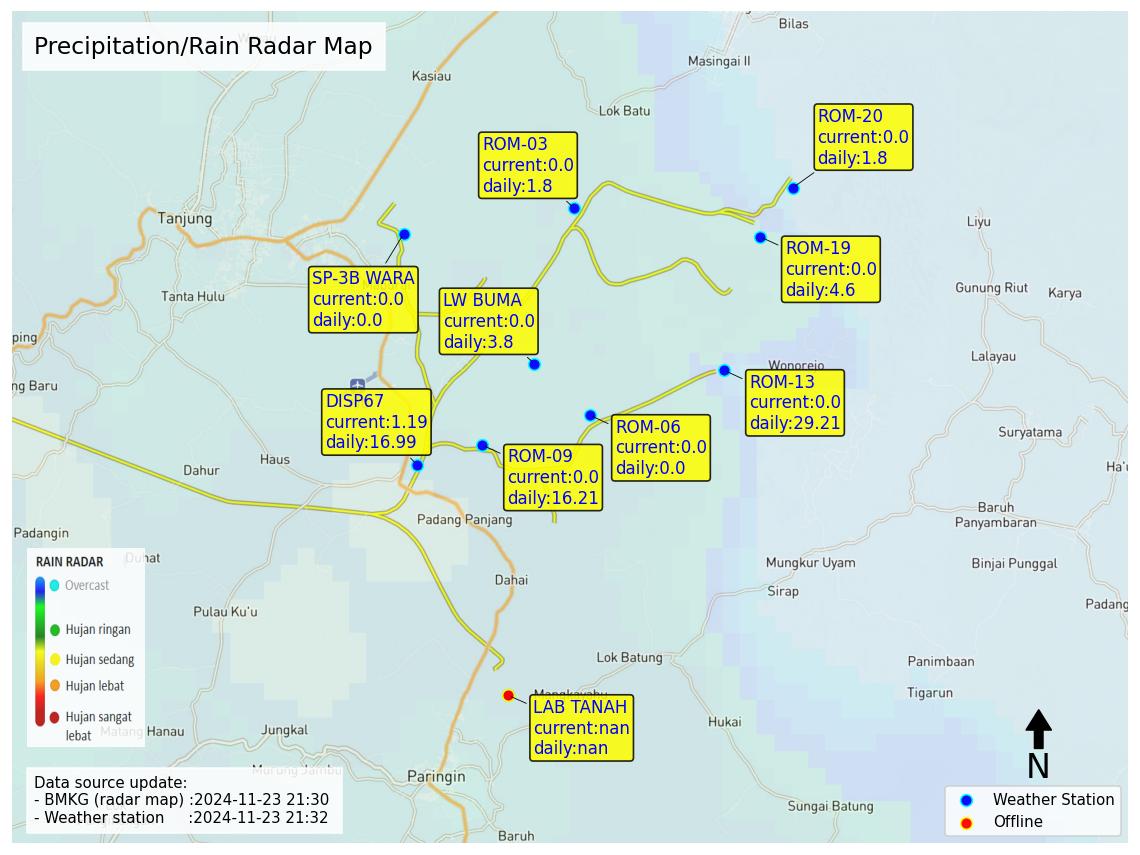 Precipitation/Rain Radar Map
Bilas
Masingai II
Kasiau
Lok Batu
ROM-20
current:0.0
daily:1.8
ROM-03
current:0.0
daily:1.8
Tanjung
Liyu
ROM-19
current:0.0
daily:4.6
SP-3B WARA
current:0.0
daily:0.0
Tanta Hulu
LW BUMA
current:0.0
daily:3.8
Gunung Riut
Karya
ping
Lalayau
Wonorejo
ng Baru
ROM-13
current:0.0
daily:29.21
DISP67
current:1.19
daily:16.99
ROM-06
current:0.0
daily:0.0
Suryatama
ROM-09
current:0.0
daily:16.21
Haus
Dahur
Ha'u
Baruh
Panyambaran
Padang Panjang
Padangin
Duhat
Mungkur Uyam
Binjai Punggal
Dahai
Sirap
Padang
Pulau Ku'u
RAIN RADAR
Overcast
Hujan ringan
Hujan sedang
Hujan lebat
Hujan sangat
lebat
Lok Batung
Panimbaan
Tigarun
Mangkayahu
LAB TANAH
current:nan
daily:nan
Hukai
Matang Hanau
Jungkal
Murung Jambu
Paringin
N
Sungai Batung
Baruh
Data source update:
- BMKG (radar map) :2024-11-23 21:30
- Weather station :2024-11-23 21:32
Weather Station
Offline